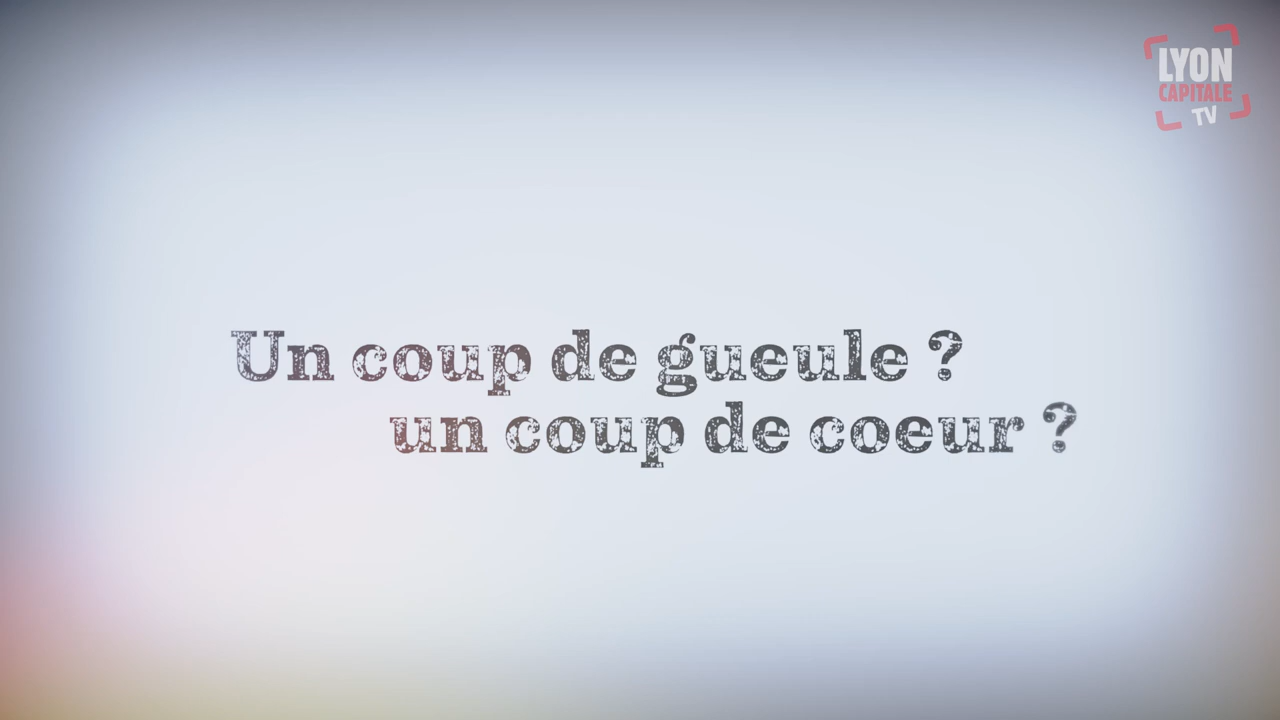 LYON
CAPITALE
TV
Un coup de gueule ?
un coup de coeur ?